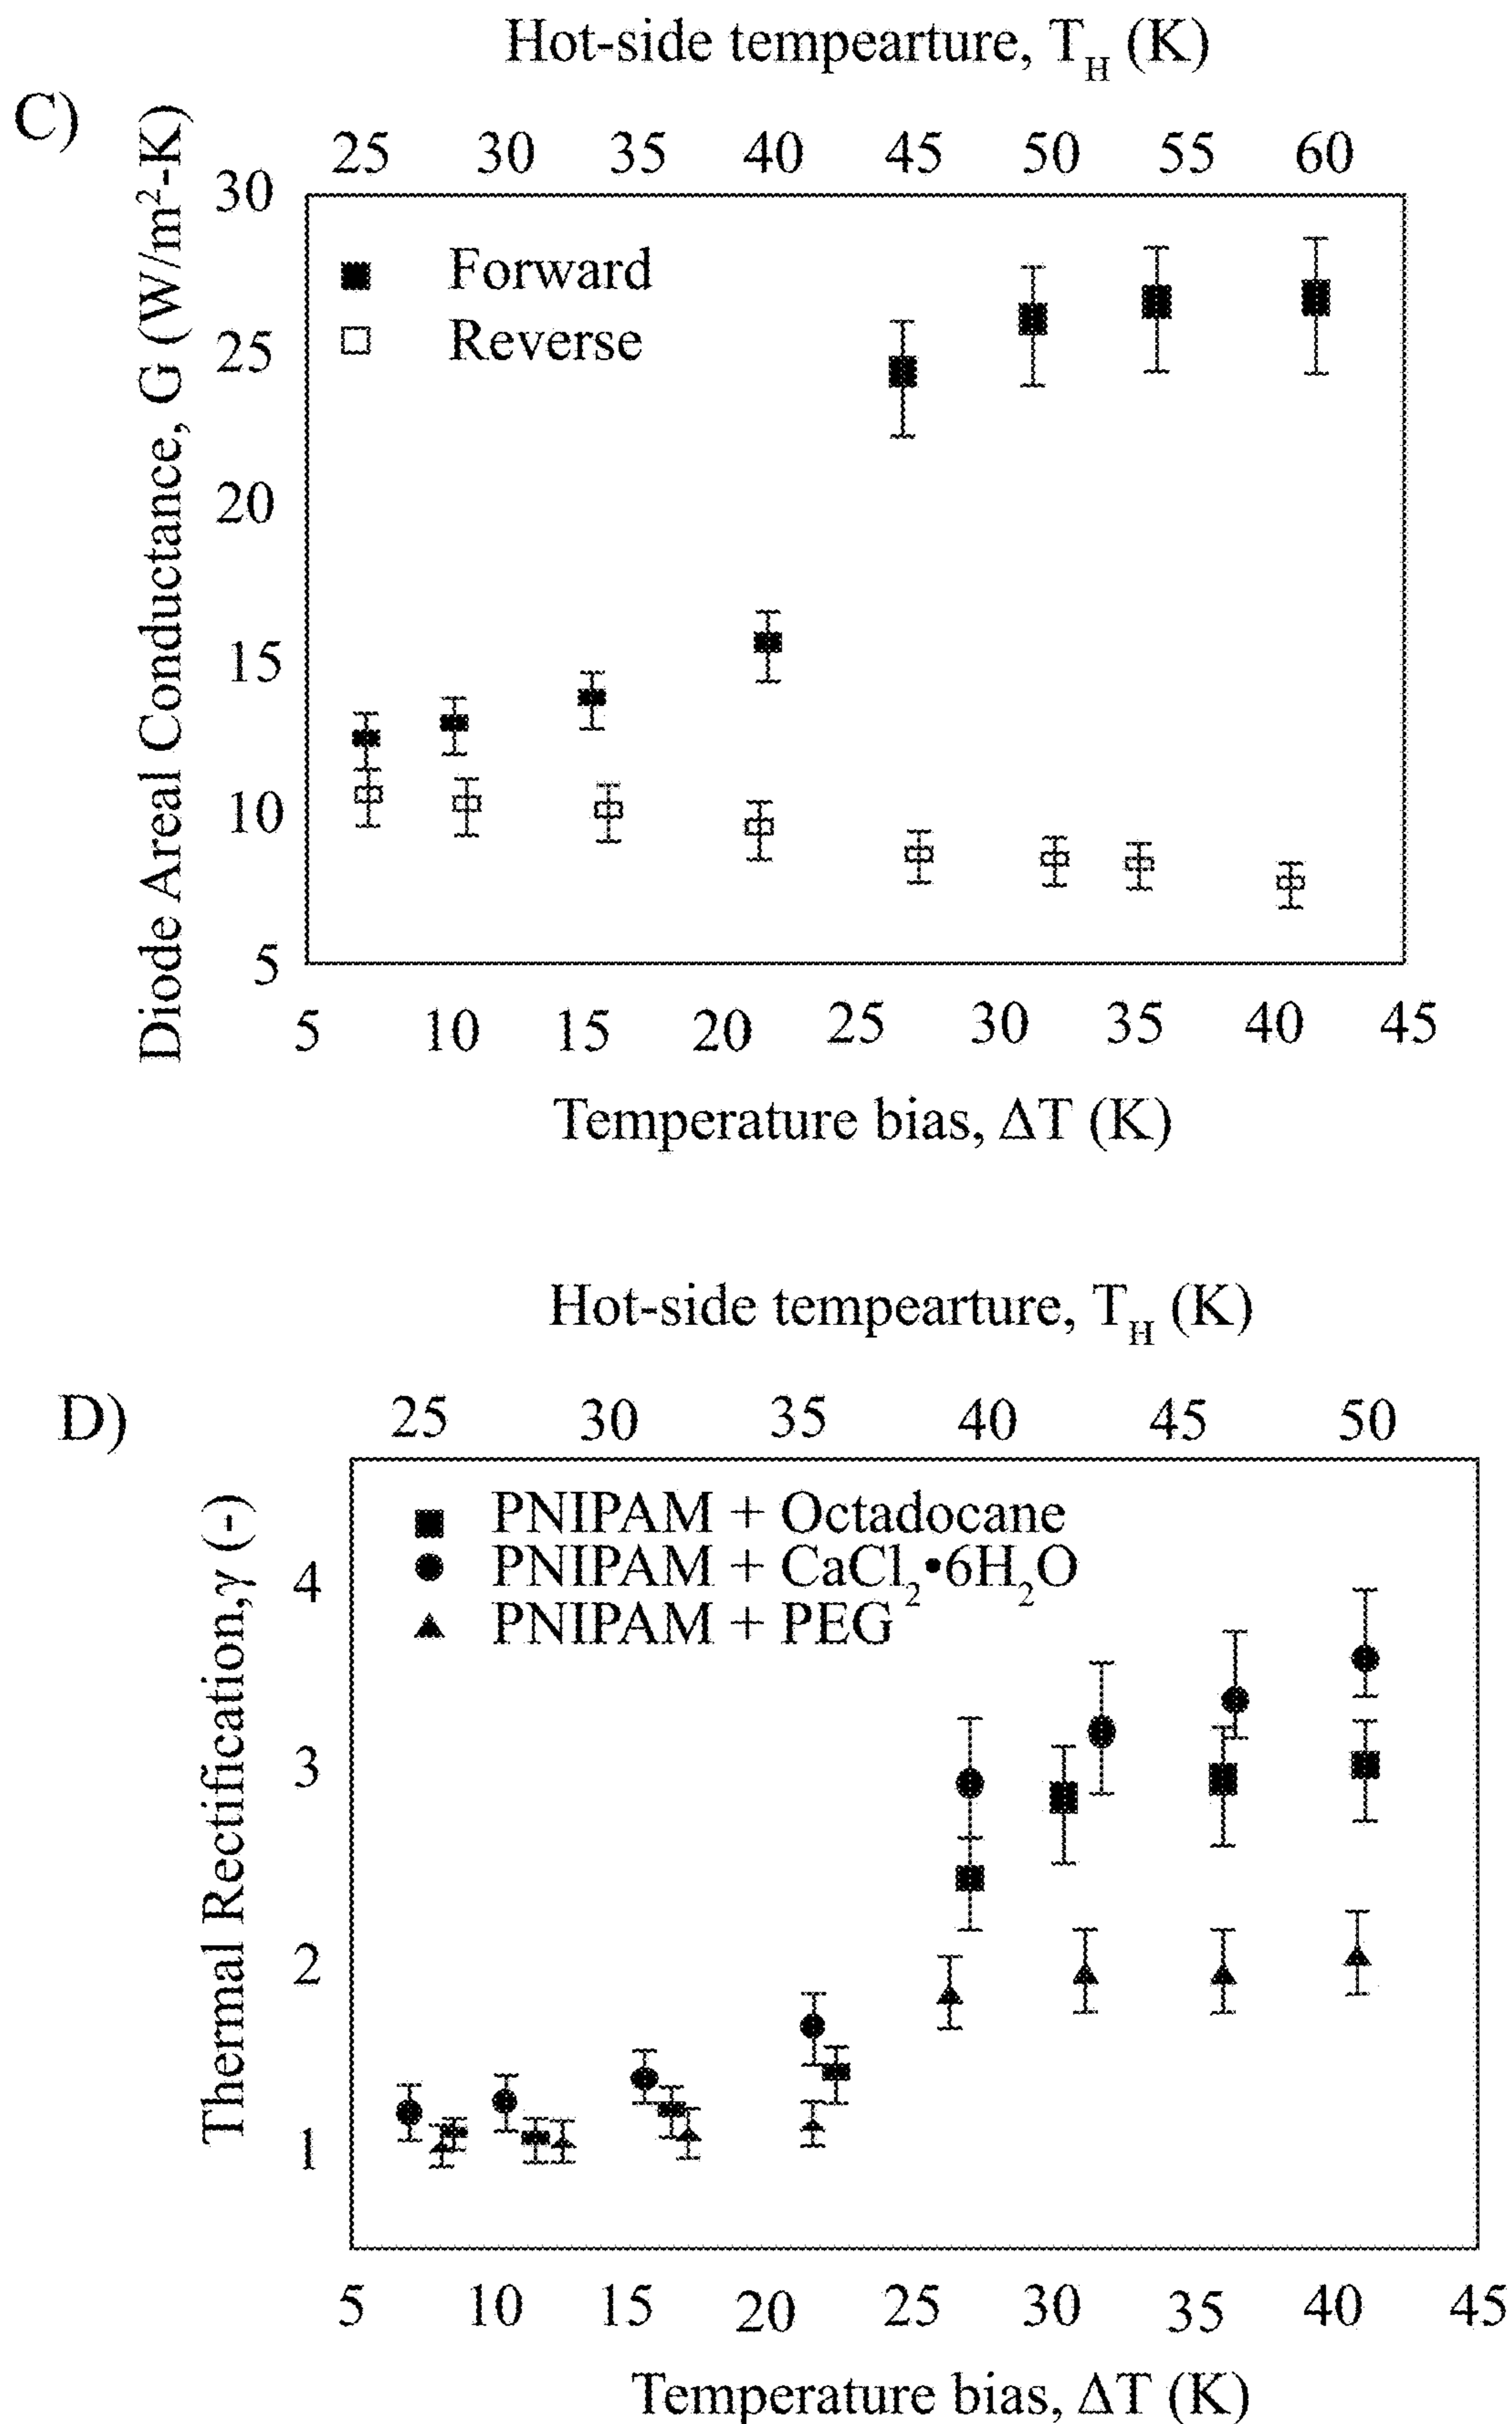 Hot-side tempearture, T_H (K)
C)
25 30 35 40 45 50 55 60
Diode Areal Conductance, G (W/m²-K)
30
25
20
15
10
5
Forward
Reverse
5 10 15 20 25 30 35 40 45
Temperature bias, ΔT (K)
Hot-side tempearture, T_H (K)
D)
25 30 35 40 45 50
Thermal Rectification,γ (-)
4
3
2
1
PNIPAM + Octadocane
PNIPAM + CaCl₂•6H₂O
PNIPAM + PEG
5 10 15 20 25 30 35 40 45
Temperature bias, ΔT (K)